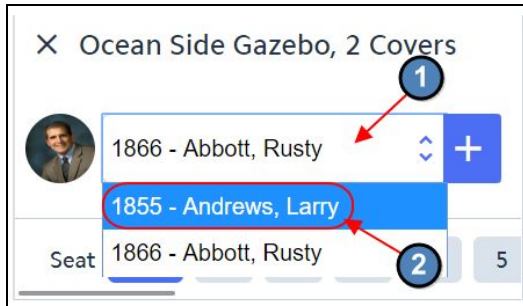 × Ocean Side Gazebo, 2 Covers
1
1866 - Abbott, Rusty +
1855 - Andrews, Larry
1866 - Abbott, Rusty
Seat 2 5